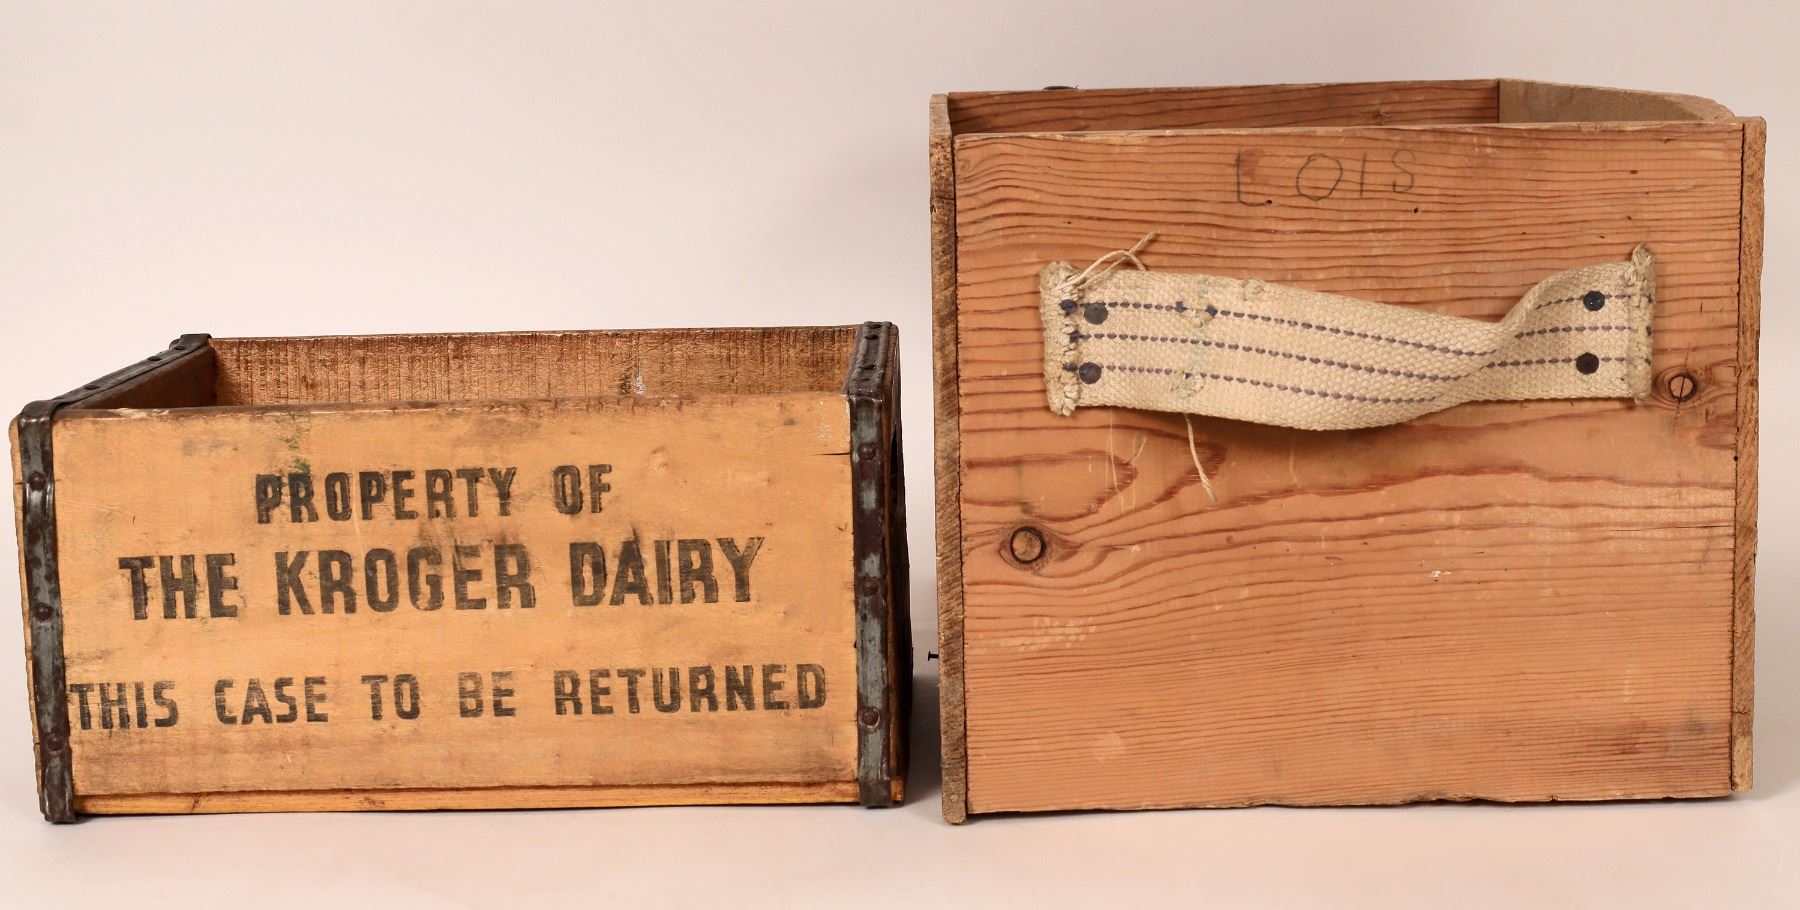 PROPERTY OF
THE KROGER DAIRY
THIS CASE TO BE RETURNED
LOIS